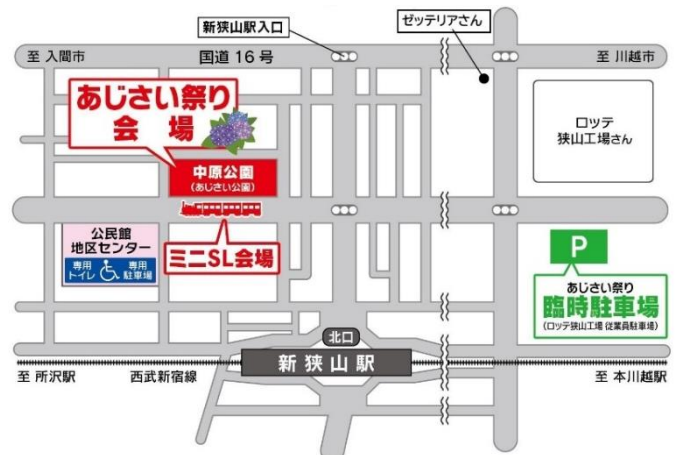 新狭山駅入口
ゼッテリアさん
至 入間市
国道 16 号
至 川越市
あじさい祭り
会場
ロッテ
狭山工場さん
中原公園
(あじさい公園)
公民館
地区センター
専用
トイレ
専用
駐車場
ミニSL会場
P
あじさい祭り
臨時駐車場
(ロッテ狭山工場 従業員駐車場)
北口
新狭山駅
至 所沢駅
西武新宿線
至 本川越駅